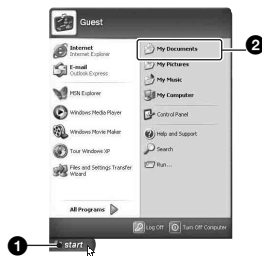 Guest
Internet
Internet Explorer
E-mail
Outlook Express
MSN Explorer
Windows Media Player
Windows Movie Maker
Tour Windows XP
Files and Settings Transfer
Wizard
All Programs
My Documents
My Pictures
My Music
My Computer
Control Panel
Help and Support
Search
Run...
Log Off
Turn Off Computer
start
1
2